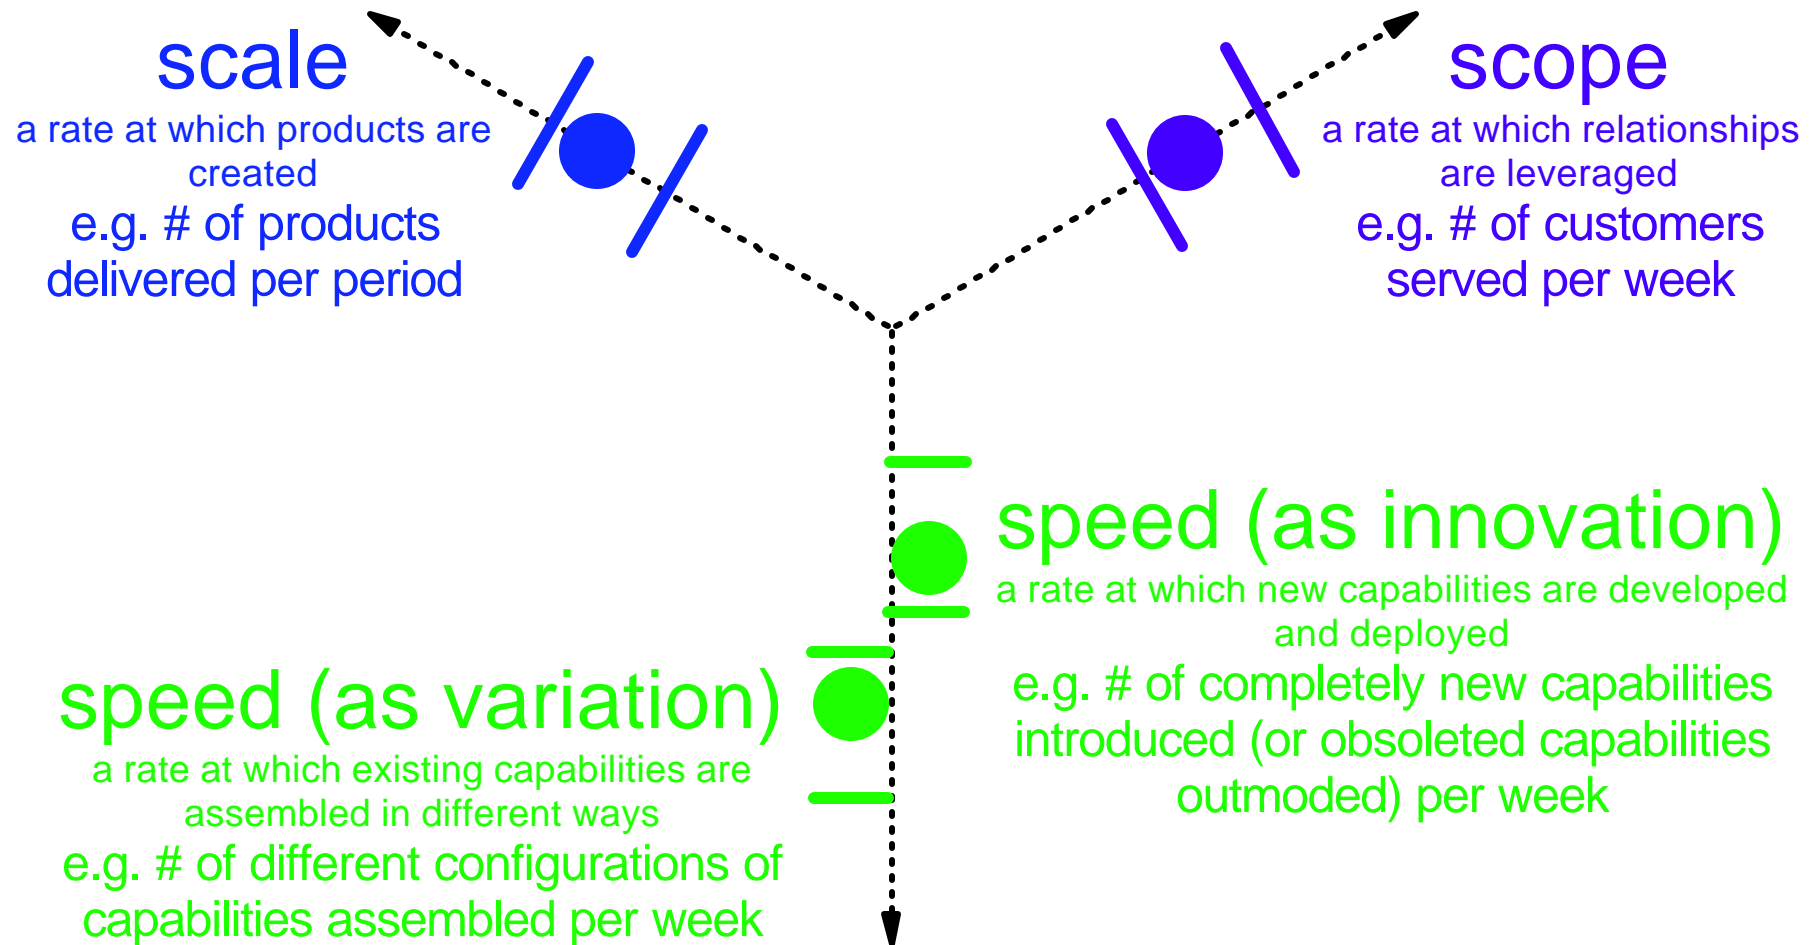 scale
a rate at which products are
created
e.g. # of products
delivered per period
scope
a rate at which relationships
are leveraged
e.g. # of customers
served per week
speed (as innovation)
a rate at which new capabilities are developed
and deployed
e.g. # of completely new capabilities
introduced (or obsoleted capabilities
outmoded) per week
speed (as variation)
a rate at which existing capabilities are
assembled in different ways
e.g. # of different configurations of
capabilities assembled per week